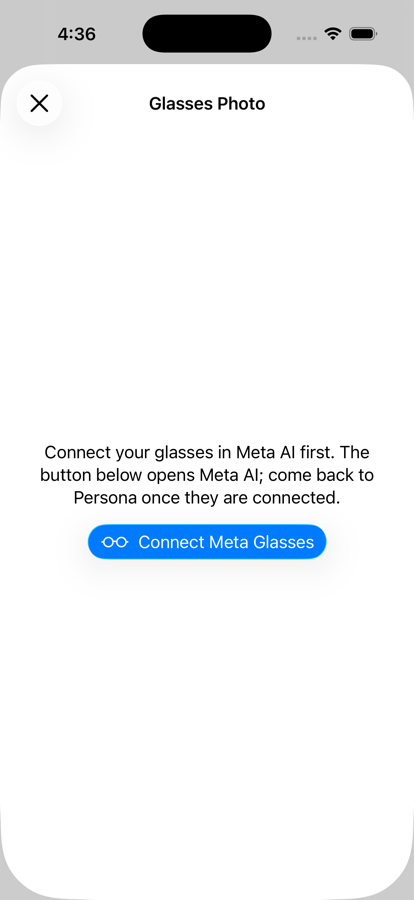 4:36
Glasses Photo
Connect your glasses in Meta AI first. The
button below opens Meta AI; come back to
Persona once they are connected.
Connect Meta Glasses